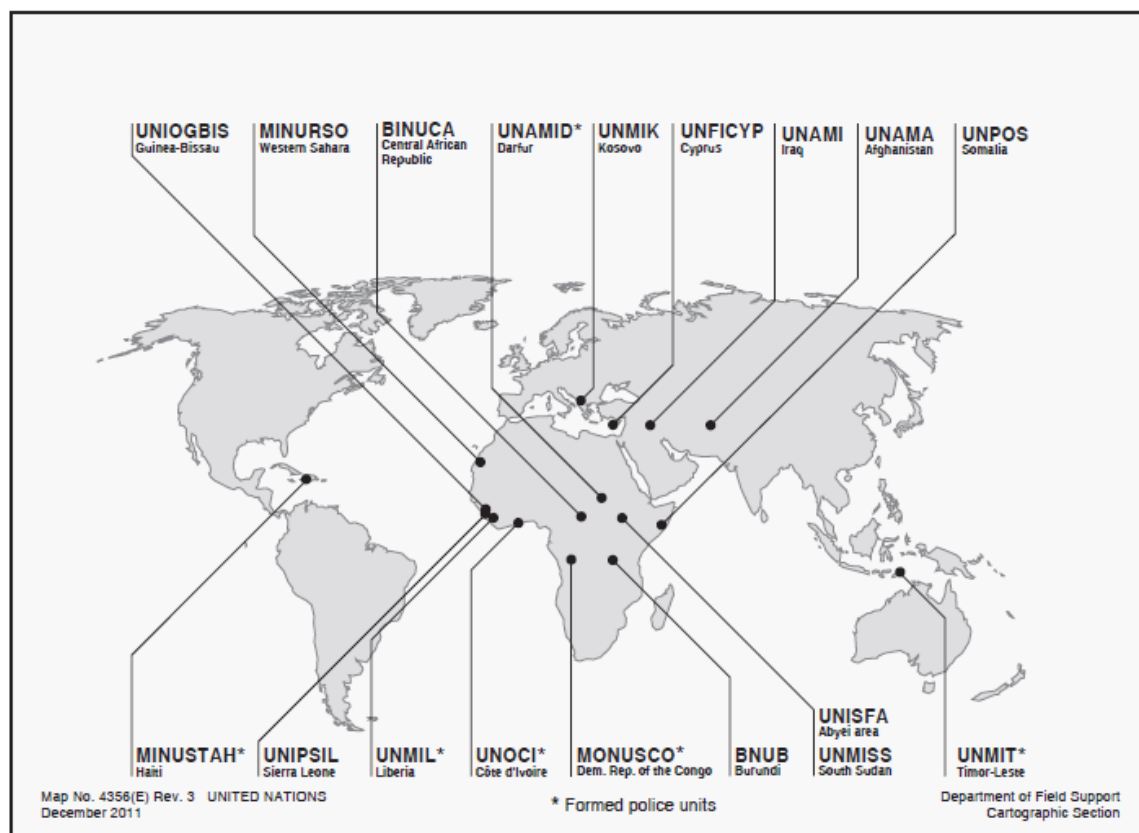 UNIOGBIS
Guinea-Bissau
MINURSO
Western Sahara
BINUCA
Central African
Republic
UNAMID*
Darfur
UNMIK
Kosovo
UNFICYP
Cyprus
UNAMI
Iraq
UNAMA
Afghanistan
UNPOS
Somalia
MINUSTAH*
Haiti
UNIPSIL
Sierra Leone
UNMIL*
Liberia
UNOCI*
Côte d'Ivoire
MONUSCO*
Dem. Rep. of the Congo
BNUB
Burundi
UNISFA
Abyei area
UNMISS
South Sudan
UNMIT*
Timor-Leste
Map No. 4356(E) Rev. 3 UNITED NATIONS
December 2011
* Formed police units
Department of Field Support
Cartographic Section